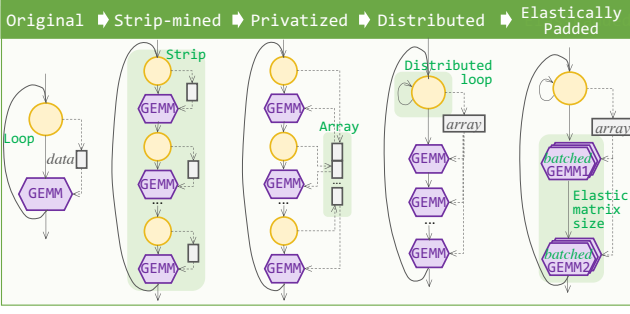 Original
Strip-mined
Privatized
Distributed
Elastically
Padded
Loop
data
GEMM
Strip
GEMM
GEMM
...
GEMM
GEMM
Array
GEMM
...
...
GEMM
Distributed
loop
array
GEMM
GEMM
...
GEMM
array
batched
GEMM1
Elastic
matrix
size
batched
GEMM2